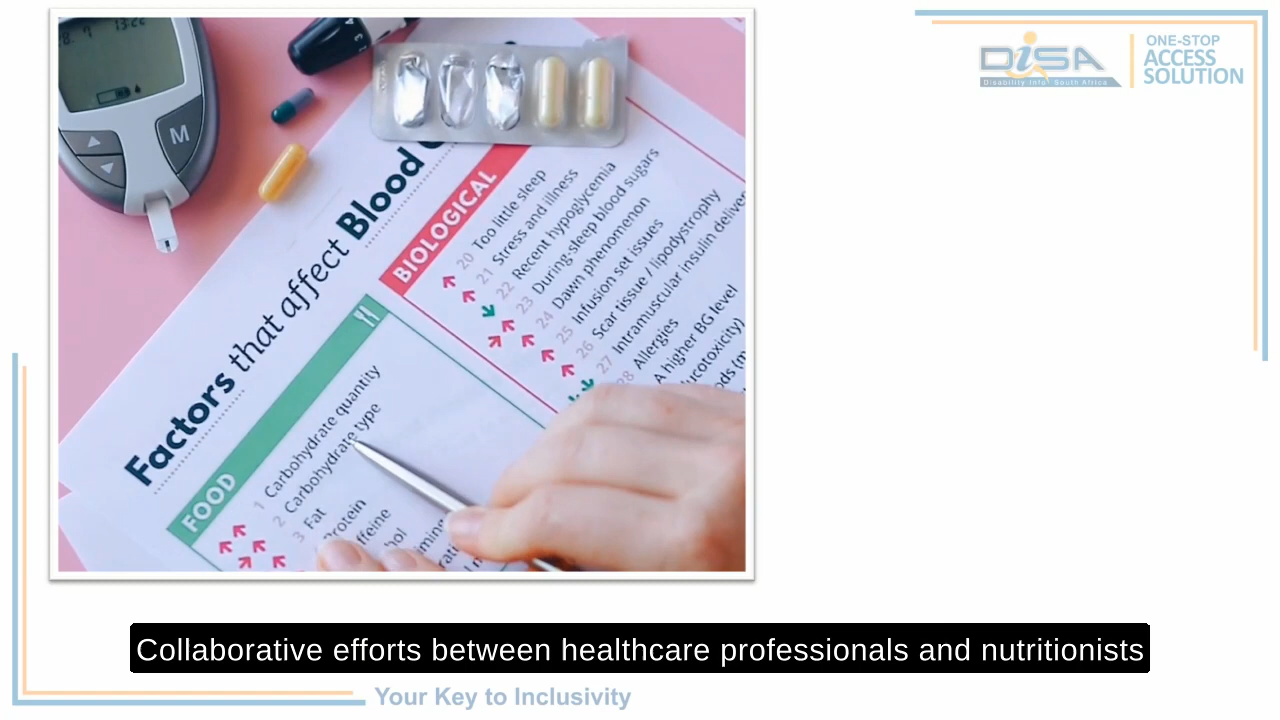 DiSA
Disability Info South Africa
ONE-STOP
ACCESS
SOLUTION
M
Factors that affect Blood
BIOLOGICAL
20 Too little sleep
21 Stress and illness
22 Recent hypoglycemia
23 During-sleep blood sugars
24 Dawn phenomenon
25 Infusion set issues
26 Scar tissue / lipodystrophy
27 Intramuscular insulin
28 Allergies
A higher BG level
FOOD
1 Carbohydrate quantity
2 Carbohydrate type
3 Fat
Collaborative efforts between healthcare professionals and nutritionists
Your Key to Inclusivity